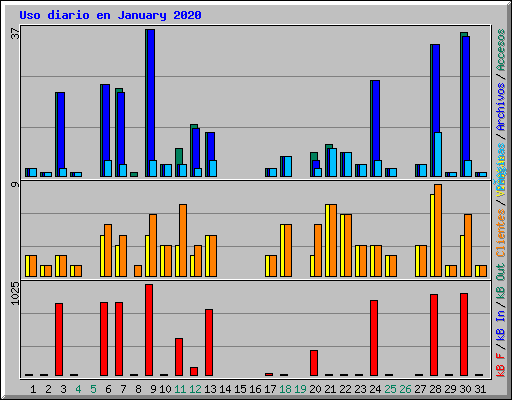 Uso diario en January 2020
37
9
1025
1 2 3 4 5 6 7 8 9 10 11 12 13 14 15 16 17 18 19 20 21 22 23 24 25 26 27 28 29 30 31
kB F / kB In / kB Out Clientes / / Archivos / Accesos